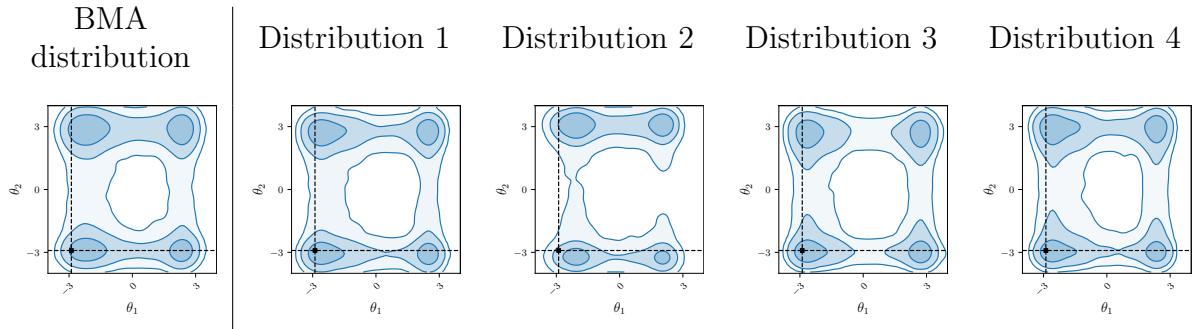 BMA
distribution
Distribution 1
Distribution 2
Distribution 3
Distribution 4
θ₂
3
0
−3
−3
0
3
θ₁
θ₂
3
0
−3
−3
0
3
θ₁
θ₂
3
0
−3
−3
0
3
θ₁
θ₂
3
0
−3
−3
0
3
θ₁
θ₂
3
0
−3
−3
0
3
θ₁